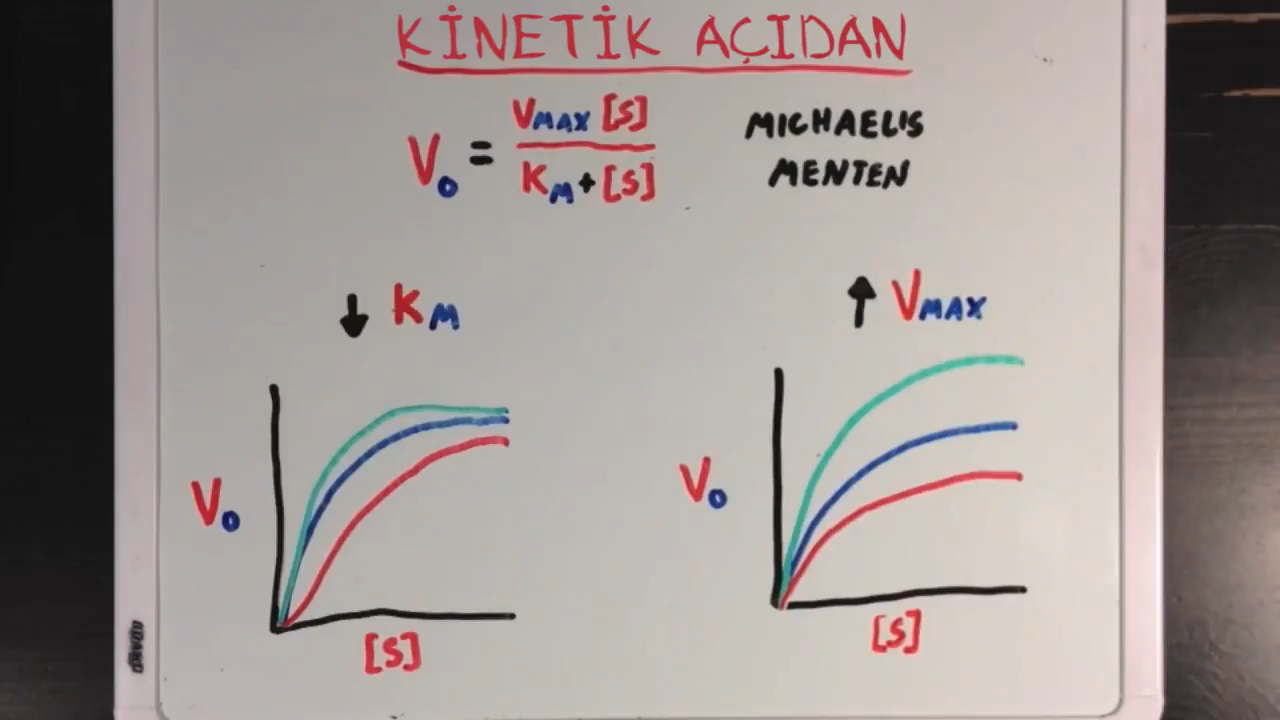 KİNETİK AÇIDAN
V₀ = VMAX [S] / KM + [S]
MICHAELIS
MENTEN
↓ KM
↑ VMAX
V₀
[S]
V₀
[S]